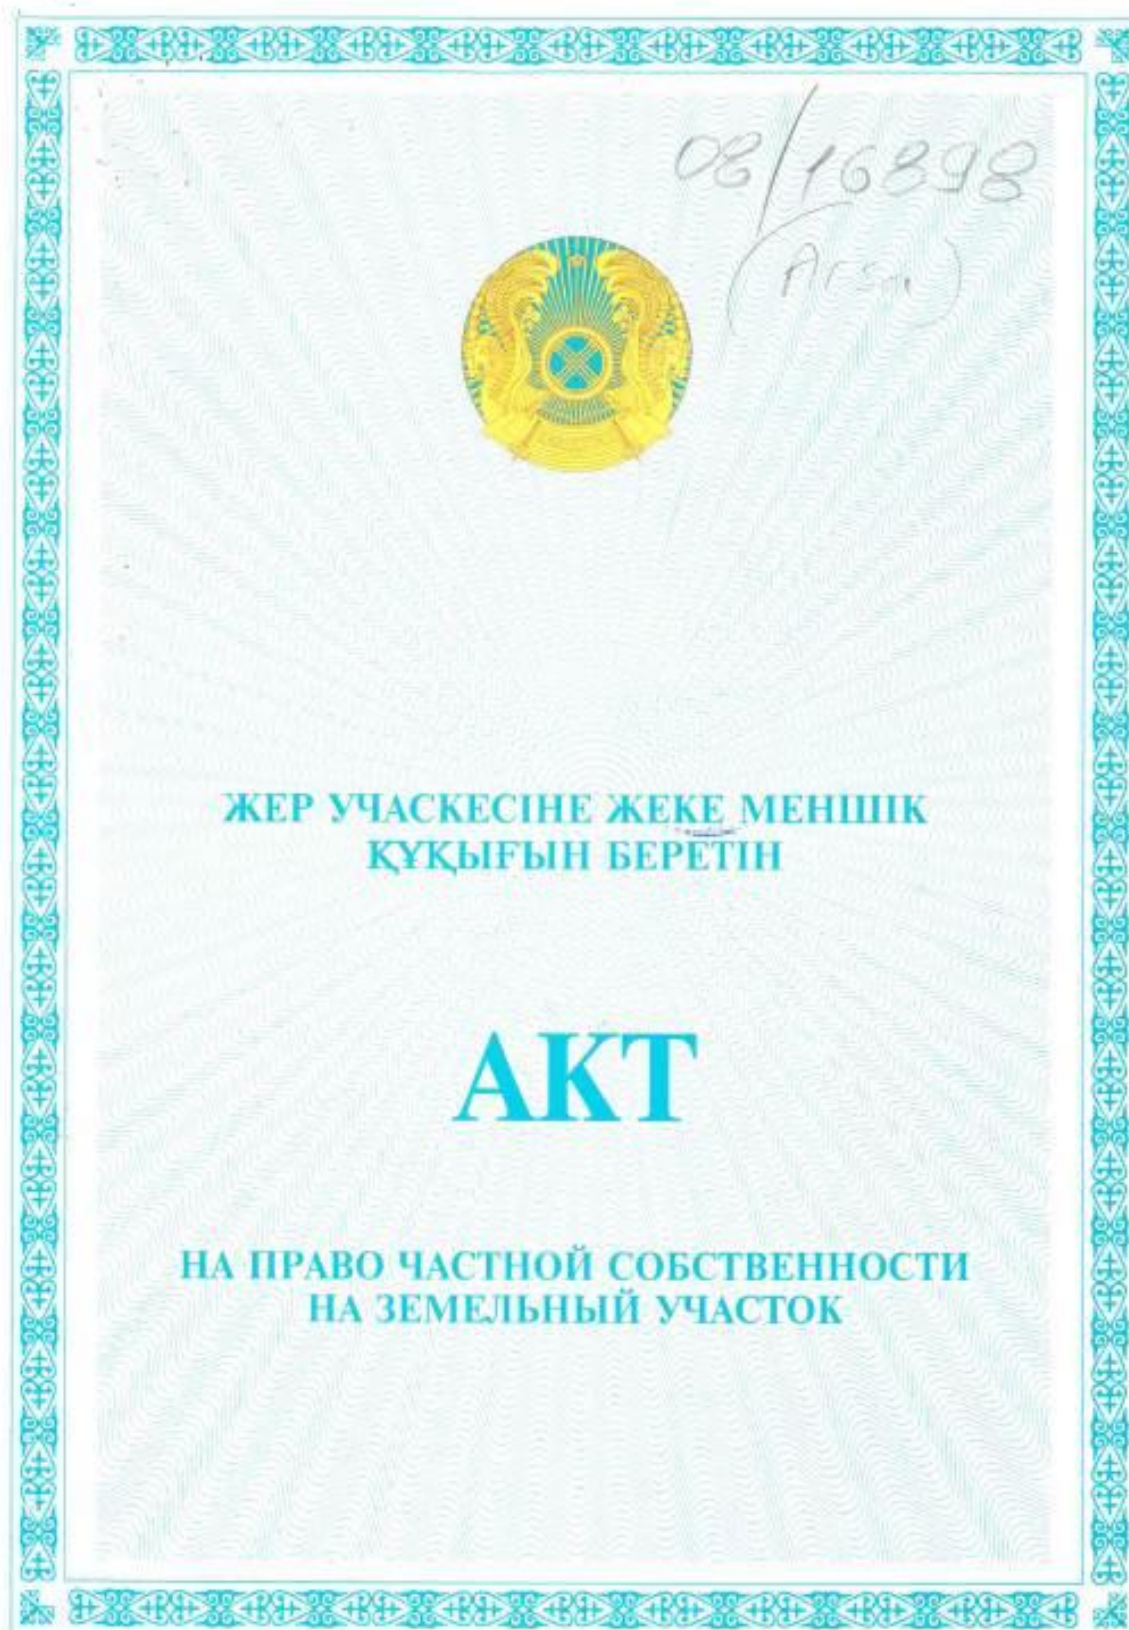 08/16898
ЖЕР УЧАСКЕСІНЕ ЖЕКЕ МЕНШІК
ҚҰҚЫҒЫН БЕРЕТІН
АКТ
НА ПРАВО ЧАСТНОЙ СОБСТВЕННОСТИ
НА ЗЕМЕЛЬНЫЙ УЧАСТОК